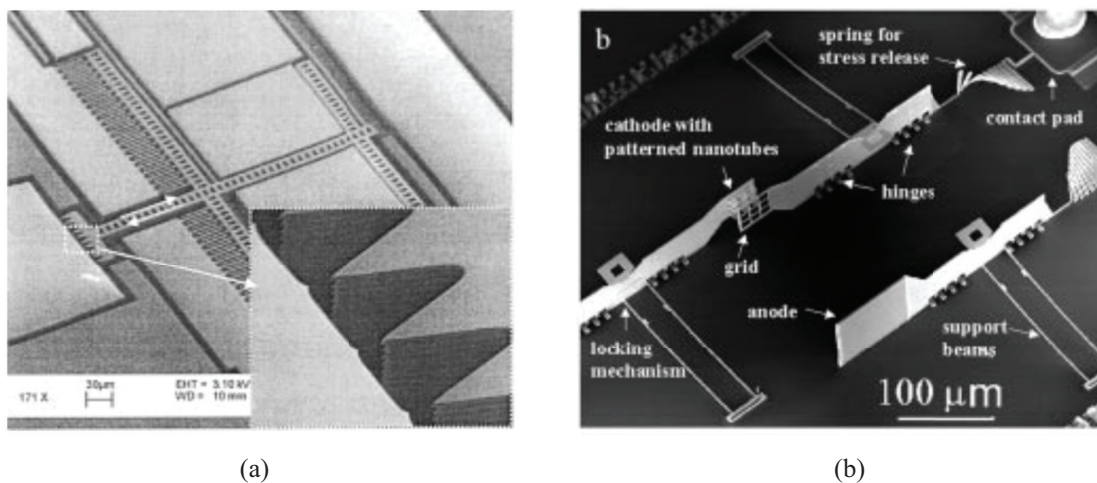 171 X
30µm
EHT = 3.10 kV
WD = 10 mm
b
spring for
stress release
contact pad
cathode with
patterned nanotubes
hinges
grid
anode
locking
mechanism
support
beams
100 µm
(a)
(b)